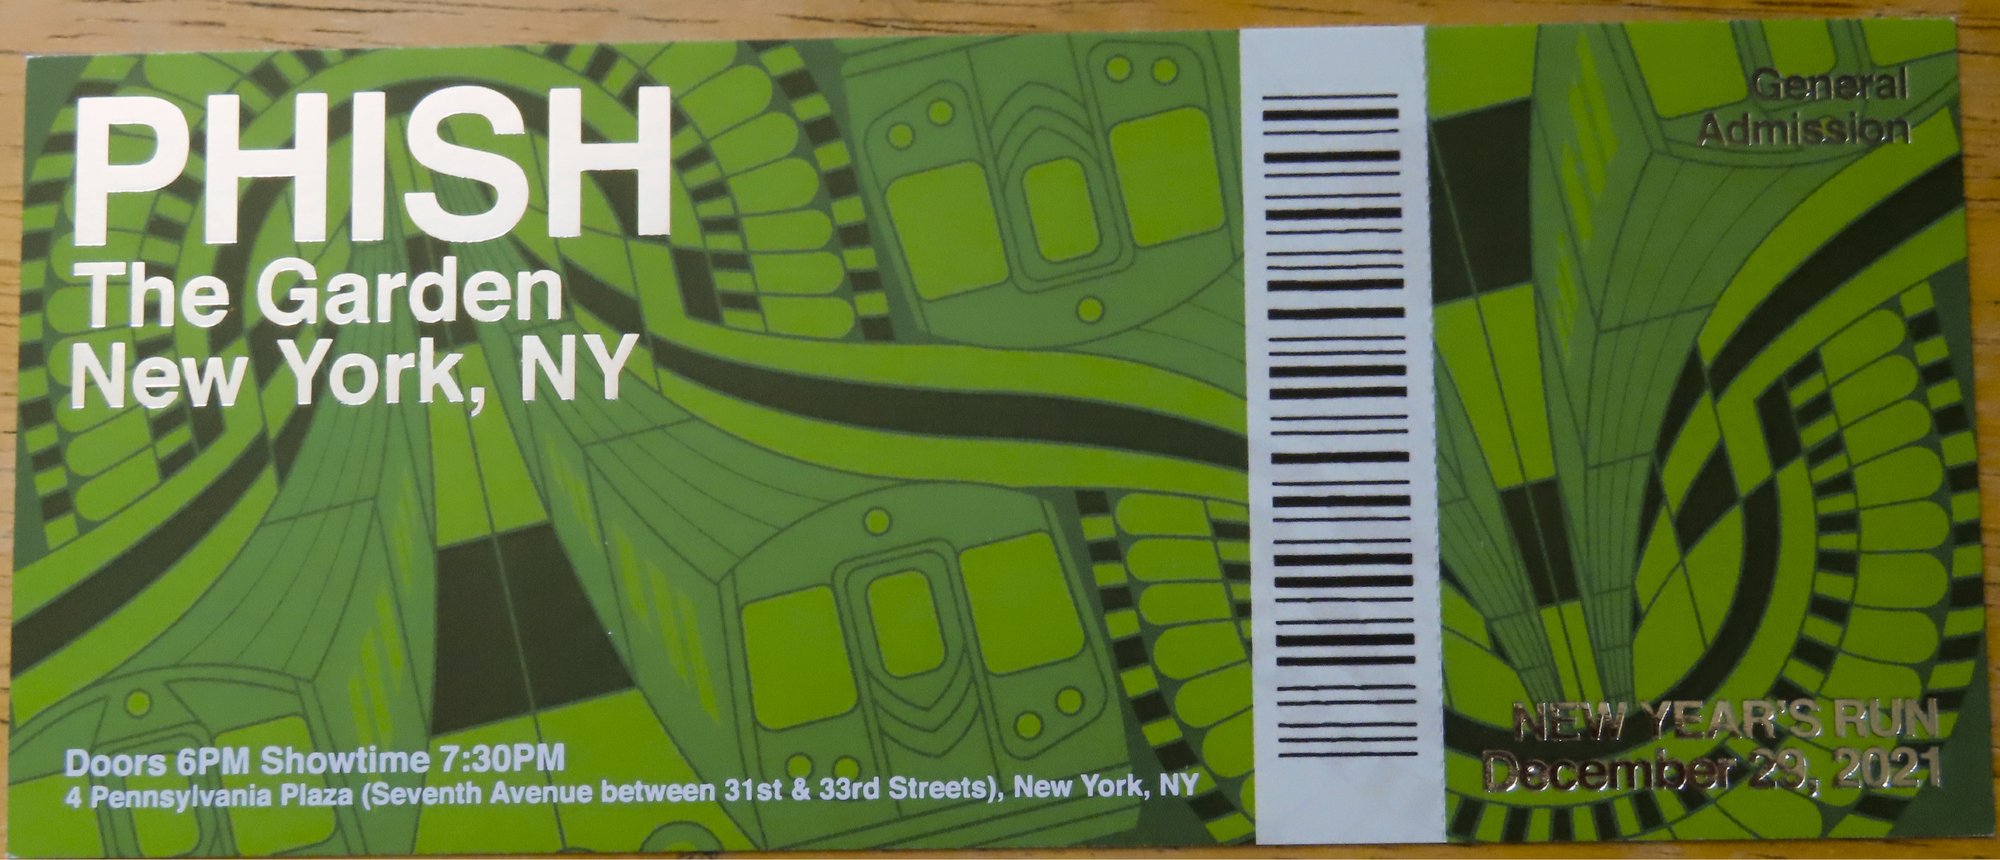 PHISH
The Garden
New York, NY
Doors 6PM Showtime 7:30PM
4 Pennsylvania Plaza (Seventh Avenue between 31st & 33rd Streets), New York, NY
General
Admission
NEW YEAR'S RUN
December 29, 2021